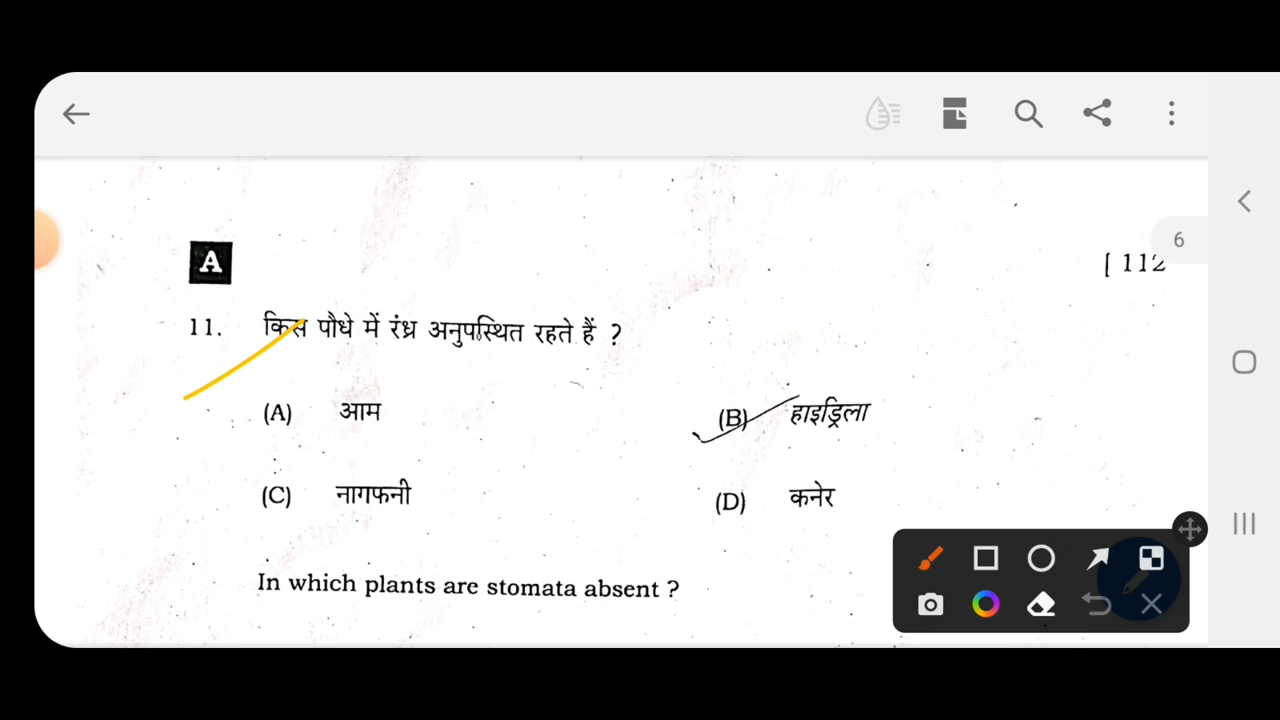 6
A
[ 112
11. किस पौधे में रंध्र अनुपस्थित रहते हैं ?
(A) आम
(B) हाइड्रिला
(C) नागफनी
(D) कनेर
In which plants are stomata absent ?